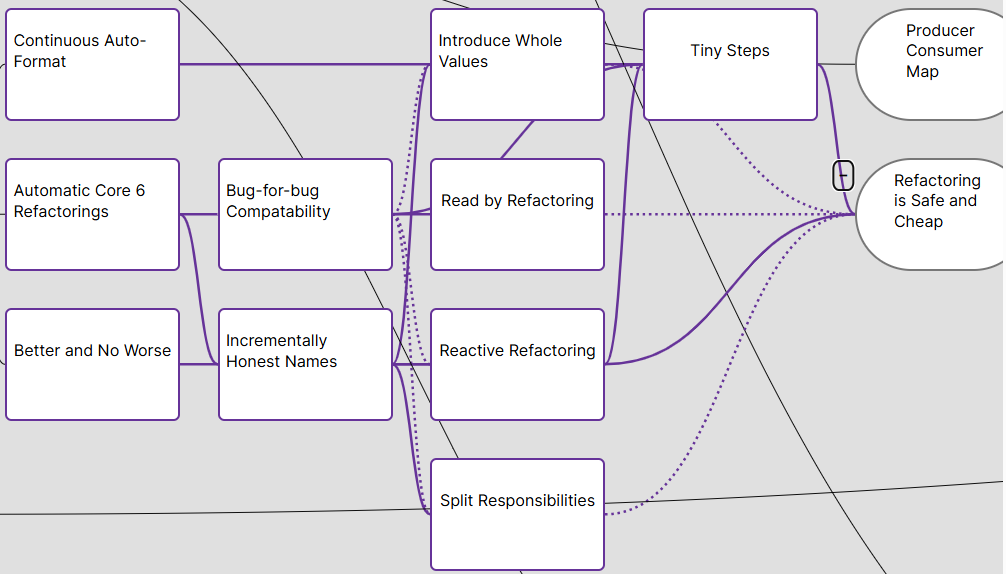 Continuous Auto-
Format
Introduce Whole
Values
Tiny Steps
Producer
Consumer
Map
Automatic Core 6
Refactorings
Bug-for-bug
Compatability
Read by Refactoring
Refactoring
is Safe and
Cheap
Better and No Worse
Incrementally
Honest Names
Reactive Refactoring
Split Responsibilities